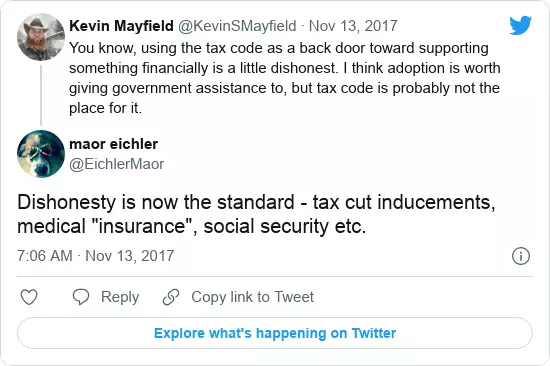 Kevin Mayfield @KevinSMayfield · Nov 13, 2017
You know, using the tax code as a back door toward supporting
something financially is a little dishonest. I think adoption is worth
giving government assistance to, but tax code is probably not the
place for it.
maor eichler
@EichlerMaor
Dishonesty is now the standard - tax cut inducements,
medical "insurance", social security etc.
7:06 AM · Nov 13, 2017
Reply
Copy link to Tweet
Explore what's happening on Twitter